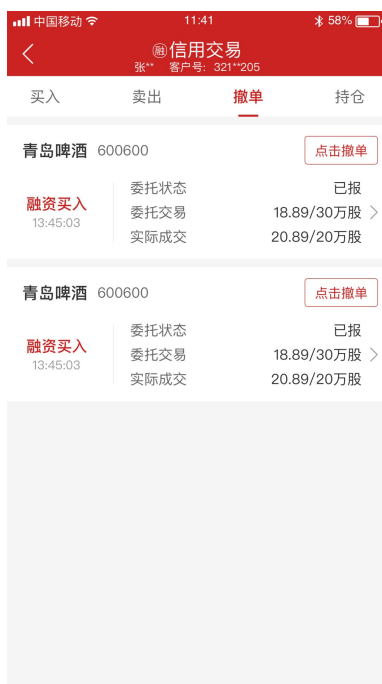 中国移动 11:41 58%
融 信用交易
张** 客户号: 321**205
买入 卖出 撤单 持仓
青岛啤酒 600600 点击撤单
融资买入
13:45:03
委托状态 已报
委托交易 18.89/30万股
实际成交 20.89/20万股
青岛啤酒 600600 点击撤单
融资买入
13:45:03
委托状态 已报
委托交易 18.89/30万股
实际成交 20.89/20万股